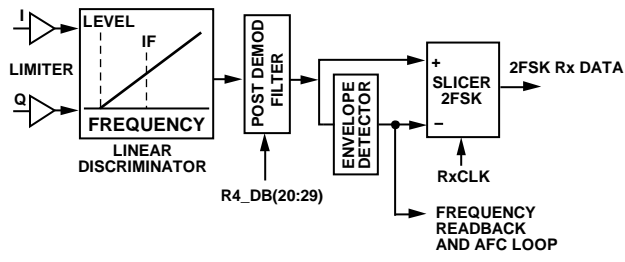 I
LEVEL
IF
LIMITER
Q
FREQUENCY
LINEAR
DISCRIMINATOR
POST DEMOD
FILTER
R4_DB(20:29)
ENVELOPE
DETECTOR
+
SLICER
2FSK
–
2FSK Rx DATA
RxCLK
FREQUENCY
READBACK
AND AFC LOOP